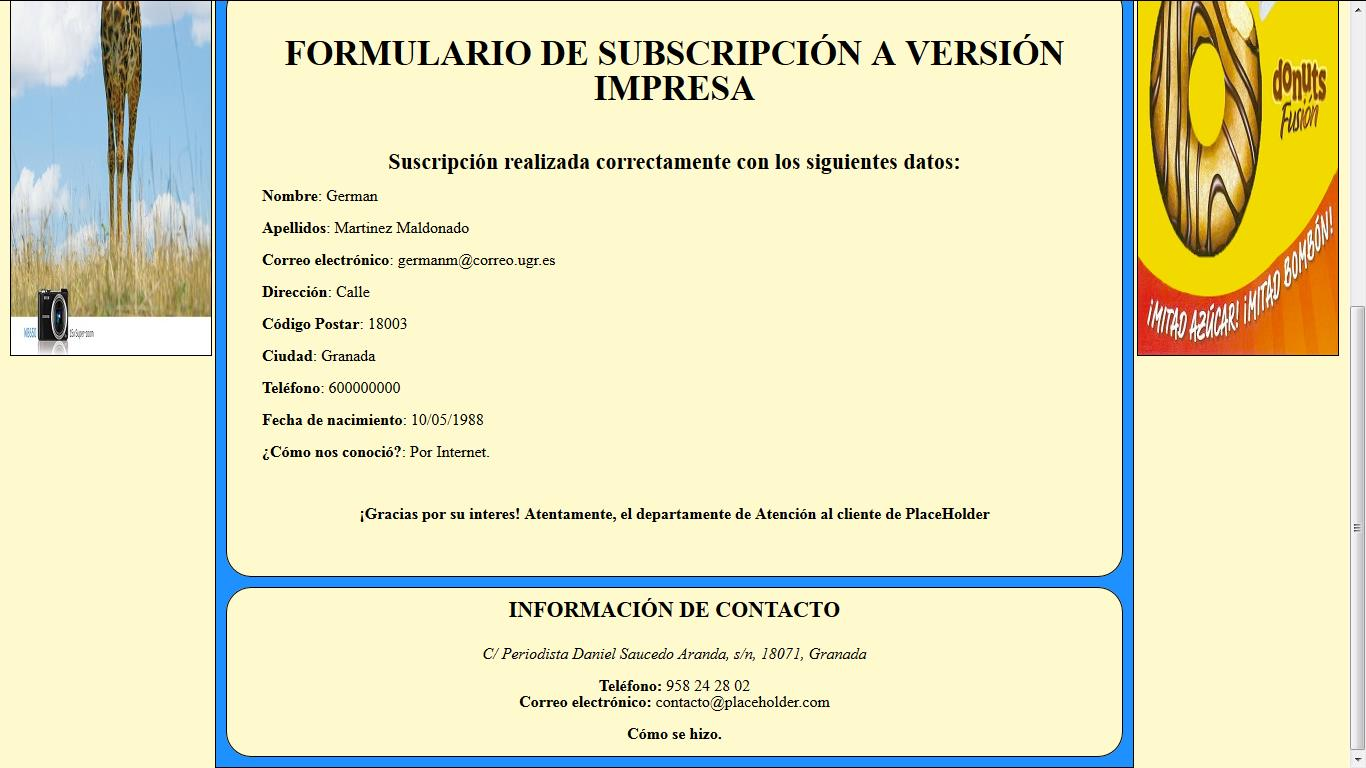 FORMULARIO DE SUBSCRIPCIÓN A VERSIÓN
IMPRESA
Suscripción realizada correctamente con los siguientes datos:
Nombre: German
Apellidos: Martinez Maldonado
Correo electrónico: germanm@correo.ugr.es
Dirección: Calle
Código Postar: 18003
Ciudad: Granada
Teléfono: 600000000
Fecha de nacimiento: 10/05/1988
¿Cómo nos conoció?: Por Internet.
¡Gracias por su interes! Atentamente, el departamente de Atención al cliente de PlaceHolder
INFORMACIÓN DE CONTACTO
C/ Periodista Daniel Saucedo Aranda, s/n, 18071, Granada
Teléfono: 958 24 28 02
Correo electrónico: contacto@placeholder.com
Cómo se hizo.
donuts
Fusión
¡MITAD AZÚCAR! ¡MITAD BOMBÓN!